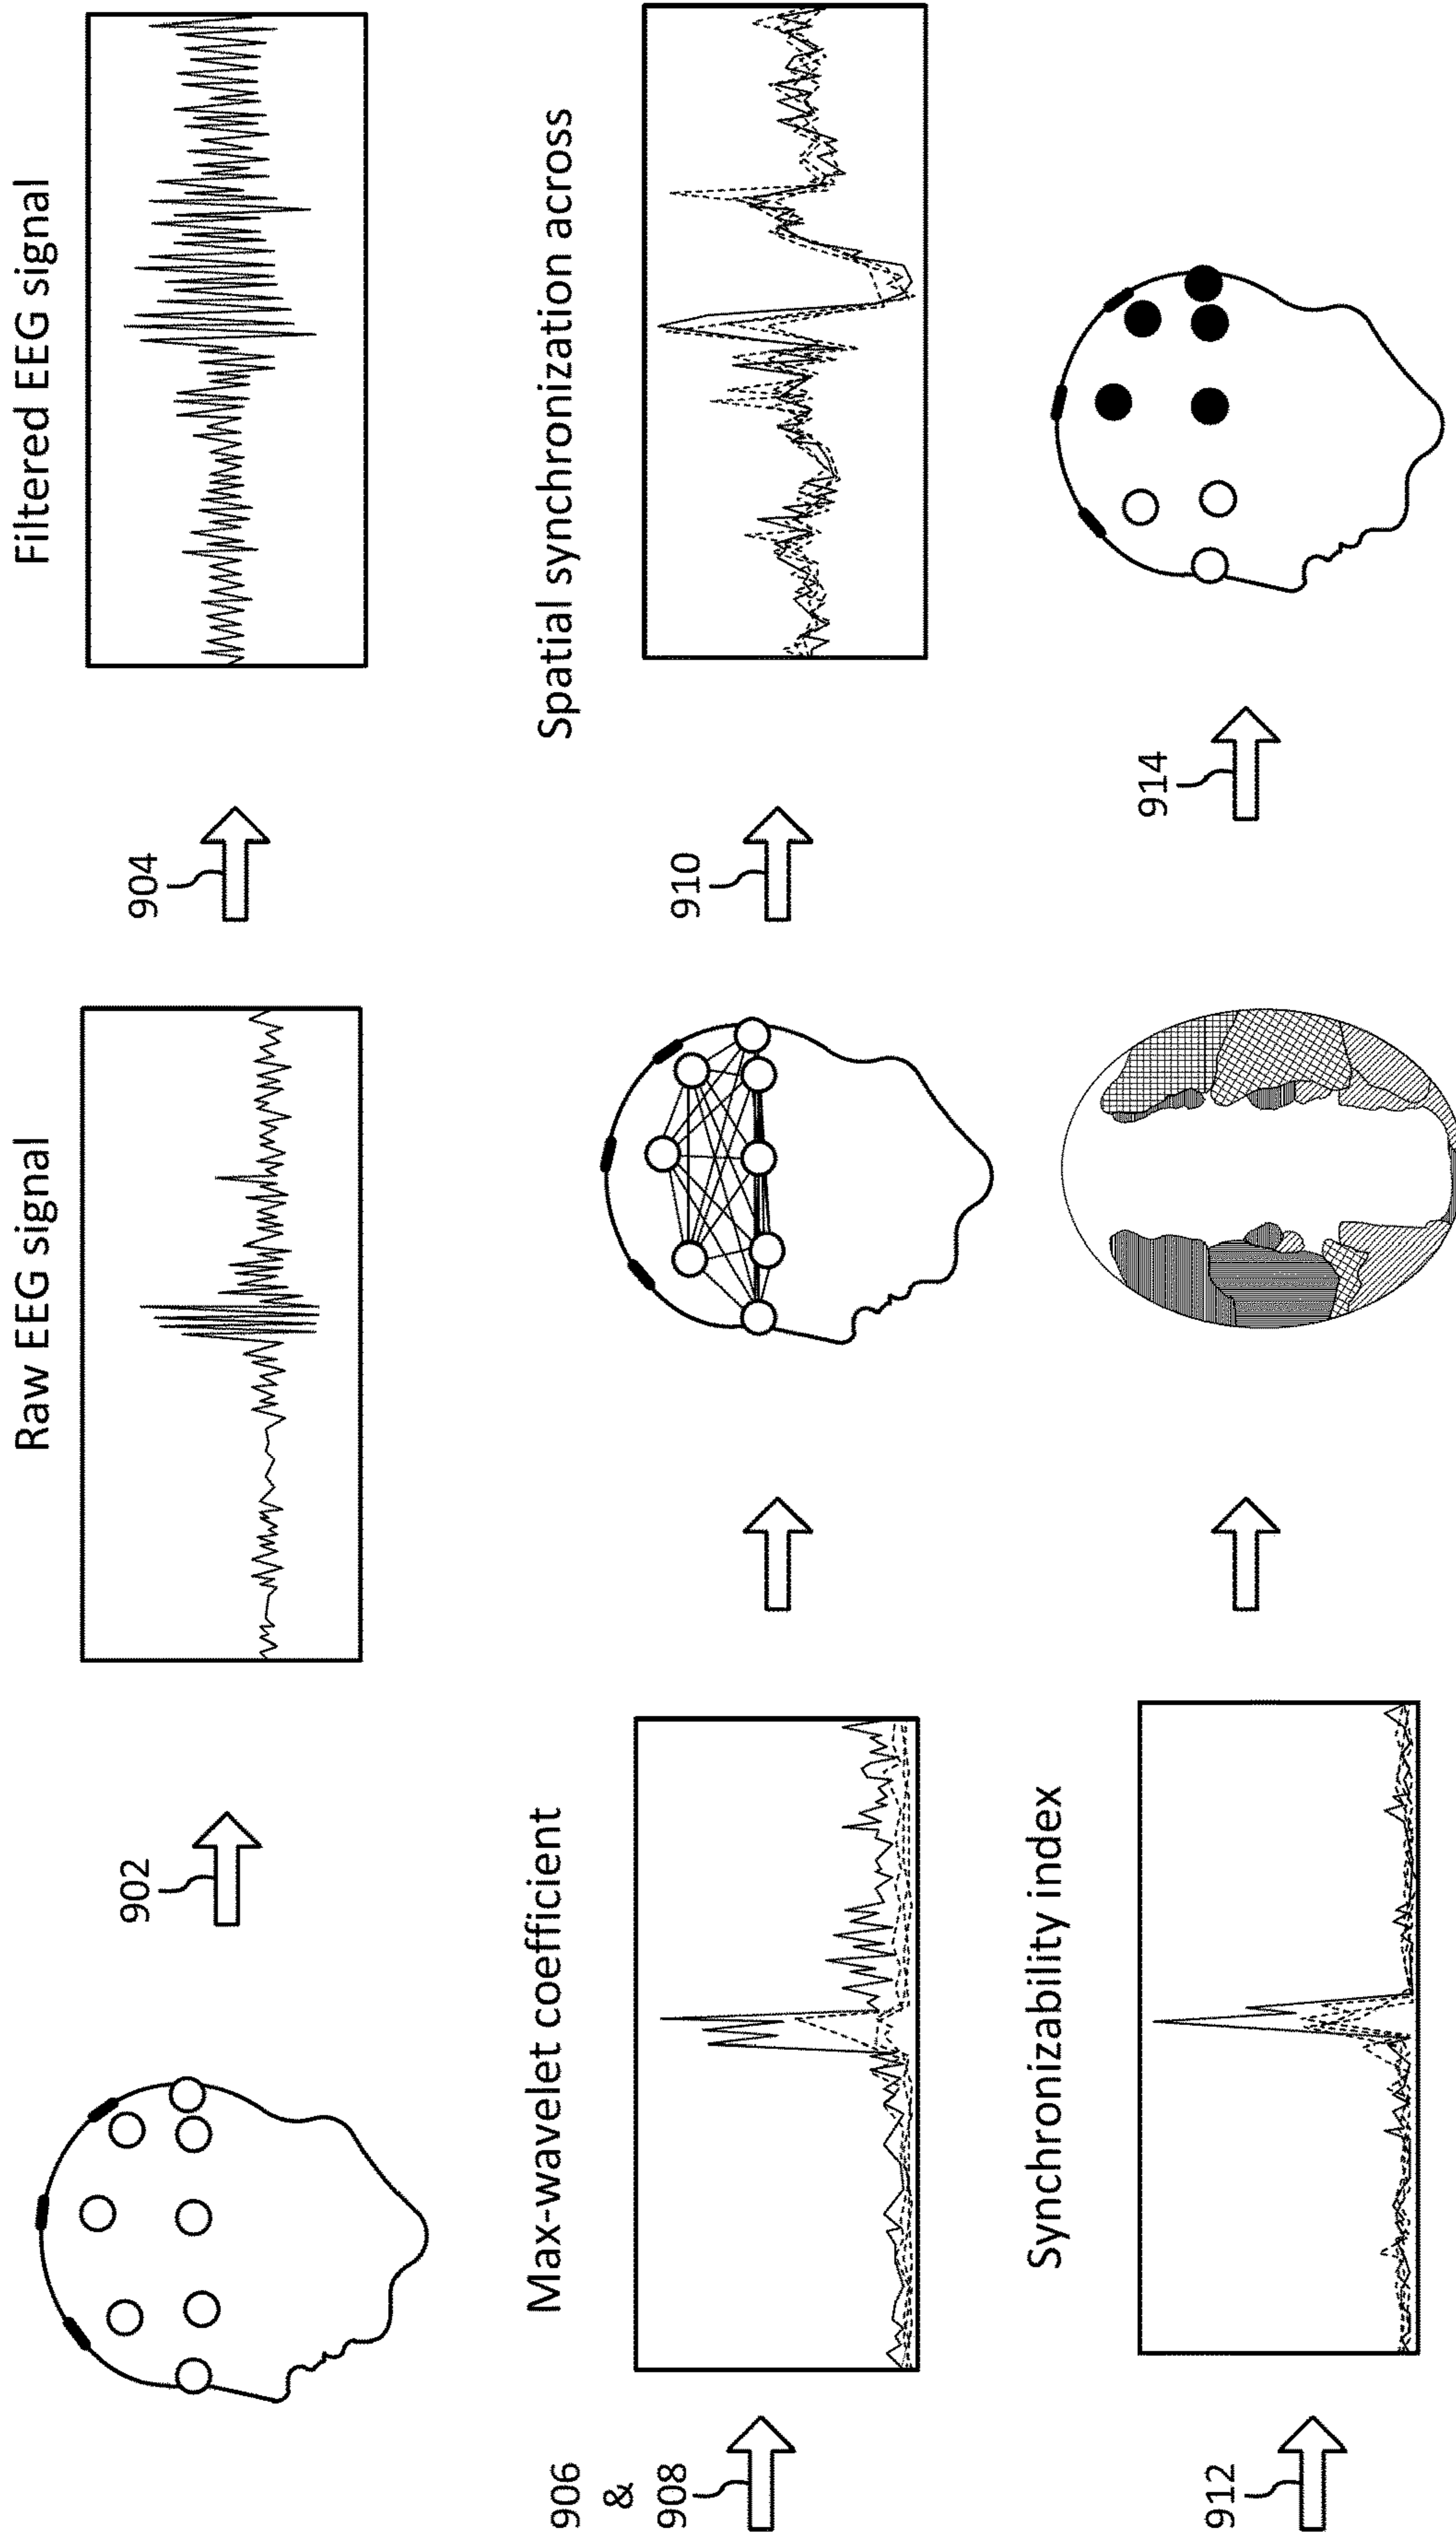 902
Raw EEG signal
904
Filtered EEG signal
906
&
908
Max-wavelet coefficient
910
Spatial synchronization across
912
Synchronizability index
914